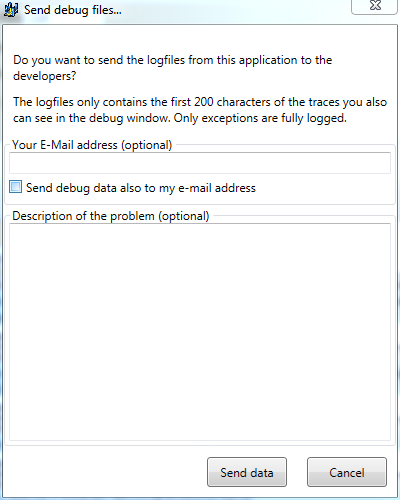 Send debug files...
Do you want to send the logfiles from this application to the
developers?
The logfiles only contains the first 200 characters of the traces you also
can see in the debug window. Only exceptions are fully logged.
Your E-Mail address (optional)
Send debug data also to my e-mail address
Description of the problem (optional)
Send data
Cancel